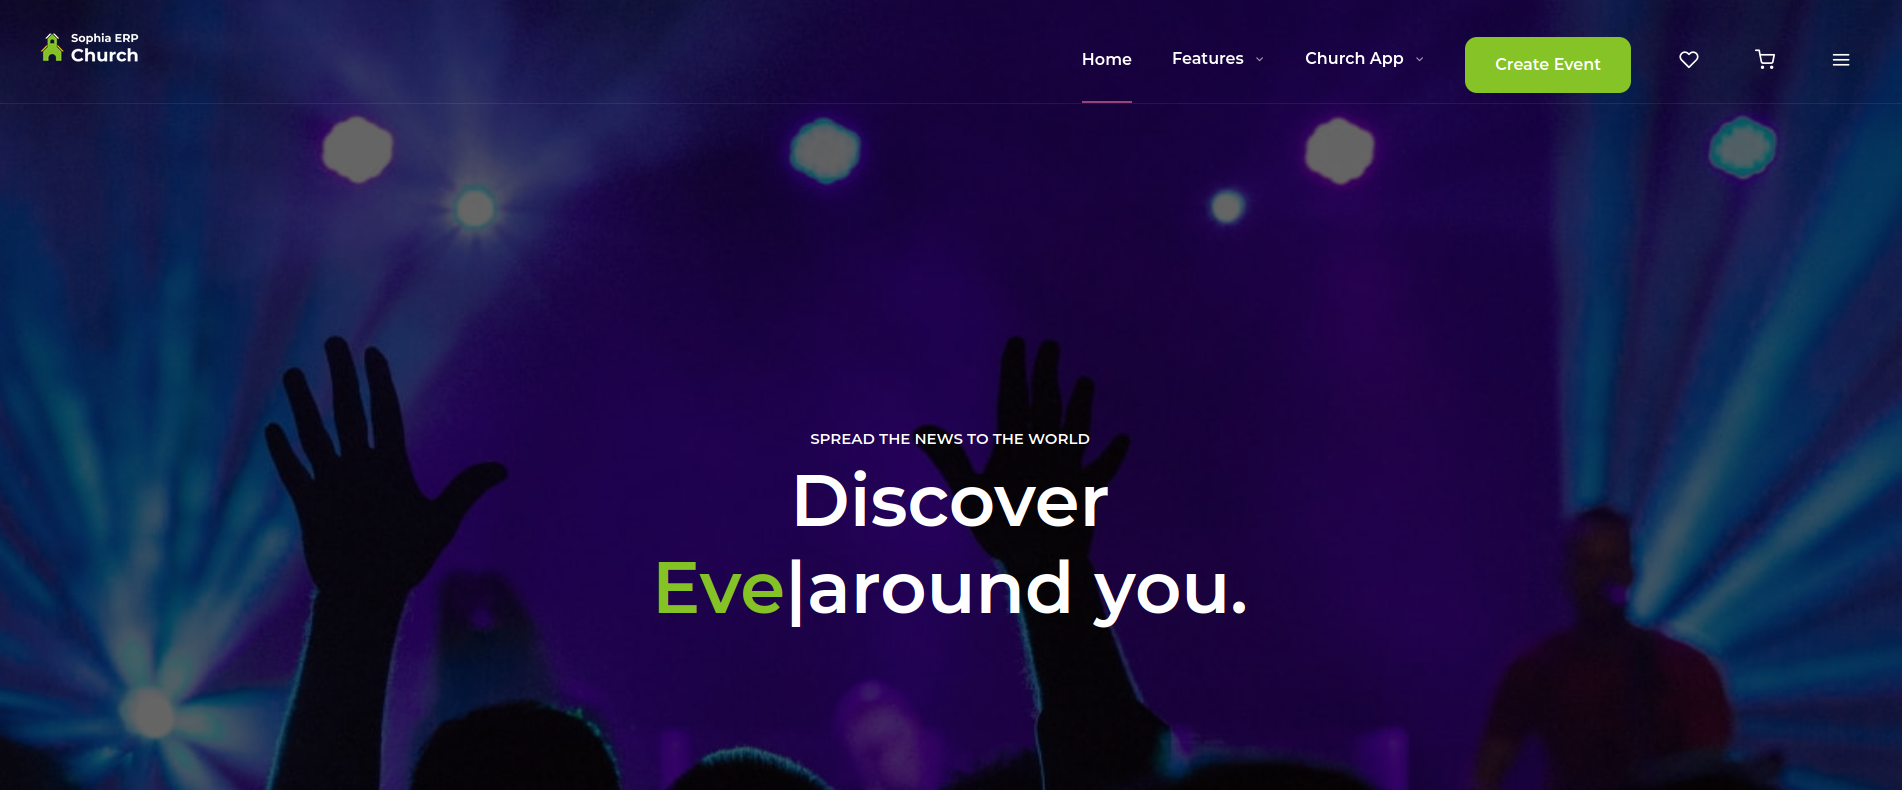 Sophia ERP
Church
Home Features Church App Create Event
SPREAD THE NEWS TO THE WORLD
Discover
Eve|around you.